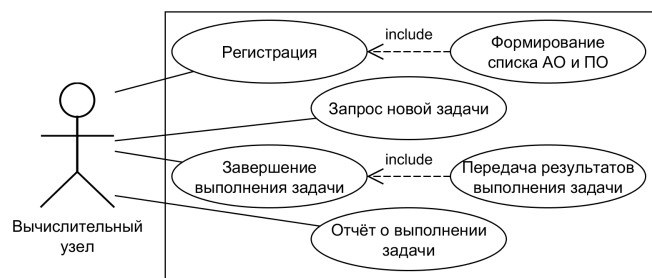 Регистрация
include
Формирование
списка АО и ПО
Запрос новой задачи
Завершение
выполнения задачи
include
Передача результатов
выполнения задачи
Вычислительный
узел
Отчёт о выполнении
задачи